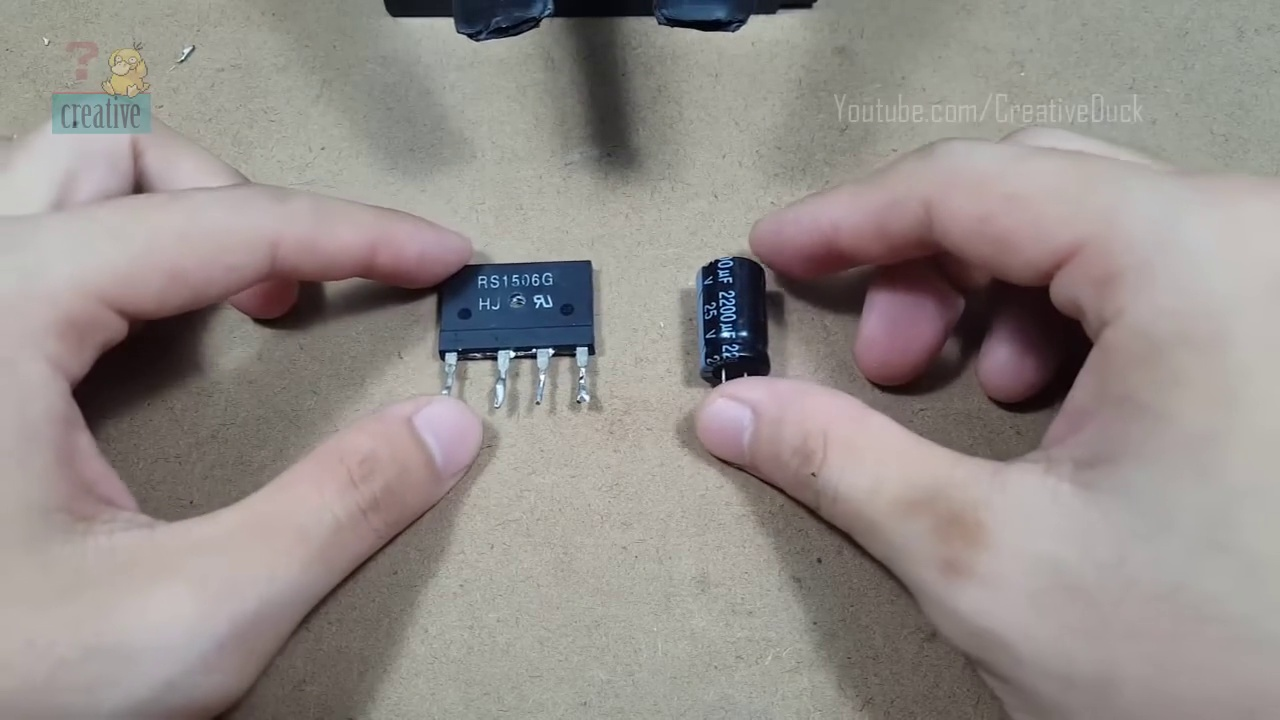 ?
creative
Youtube.com/CreativeDuck
RS1506G
HJ
2200µF
25 V